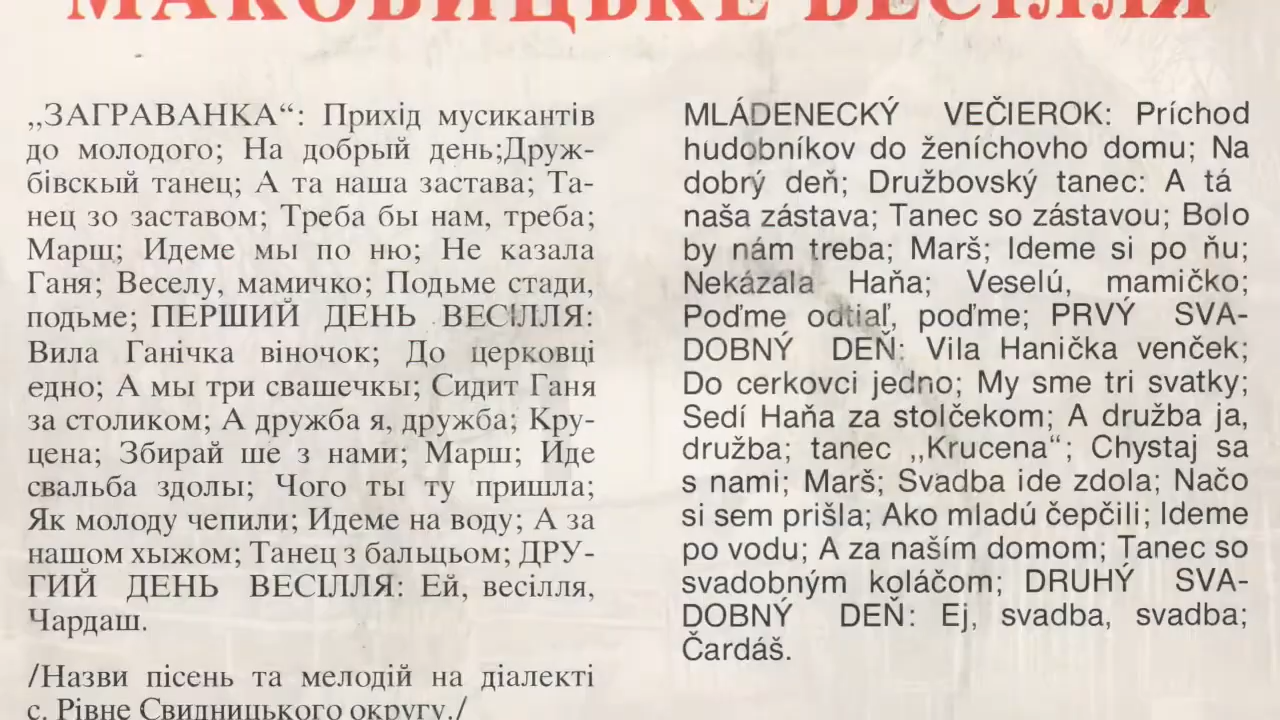 МАКОВИЦЬКЕ ВЕСІЛЛЯ
„ЗАГРАВАНКА“: Прихід мусикантів
до молодого; На добрый день;Друж-
бівскый танец; А та наша застава; Та-
нец зо заставом; Треба бы нам, треба;
Марщ; Идеме мы по ню; Не казала
Ганя; Веселу, мамичко; Подьме стади,
подьме; ПЕРШИЙ ДЕНЬ ВЕСІЛЛЯ:
Вила Ганічка віночок; До церковці
едно; А мы три свашечкы; Сидит Ганя
за столиком; А дружба я, дружба; Кру-
цена; Збирай ше з нами; Марш; Иде
свальба здолы; Чого ты ту пришла;
Як молоду чепили; Идеме на воду; А за
нашом хыжом; Танец з бальцьом; ДРУ-
ГИЙ ДЕНЬ ВЕСІЛЛЯ: Ей, весілля,
Чардаш.
/Назви пісень та мелодій на діалекті
с. Рівне Свидницького округу./
MLÁDENECKÝ VEČIEROK: Príchod
hudobníkov do ženíchovho domu; Na
dobrý deň; Družbovský tanec: A tá
naša zástava; Tanec so zástavou; Bolo
by nám treba; Marš; Ideme si po ňu;
Nekázala Haňa; Veselú, mamičko;
Poďme odtiaľ, poďme; PRVÝ SVA-
DOBNÝ DEŇ: Vila Hanička venček;
Do cerkovci jedno; My sme tri svatky;
Sedí Haňa za stolčekom; A družba ja,
družba; tanec „Krucena“; Chystaj sa
s nami; Marš; Svadba ide zdola; Načo
si sem prišla; Ako mladú čepčili; Ideme
po vodu; A za naším domom; Tanec so
svadobným koláčom; DRUHÝ SVA-
DOBNÝ DEŇ: Ej, svadba, svadba;
Čardáš.